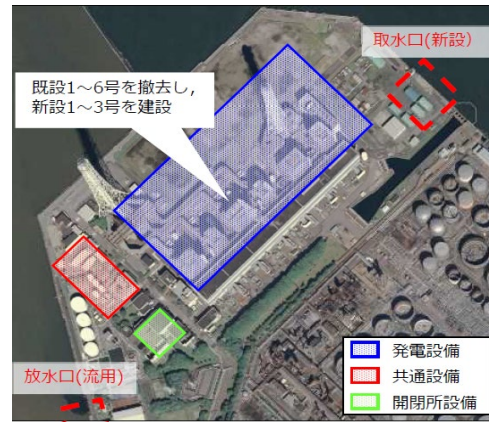 取水口(新設)
既設1～6号を撤去し,
新設1～3号を建設
放水口(流用)
発電設備
共通設備
開閉所設備